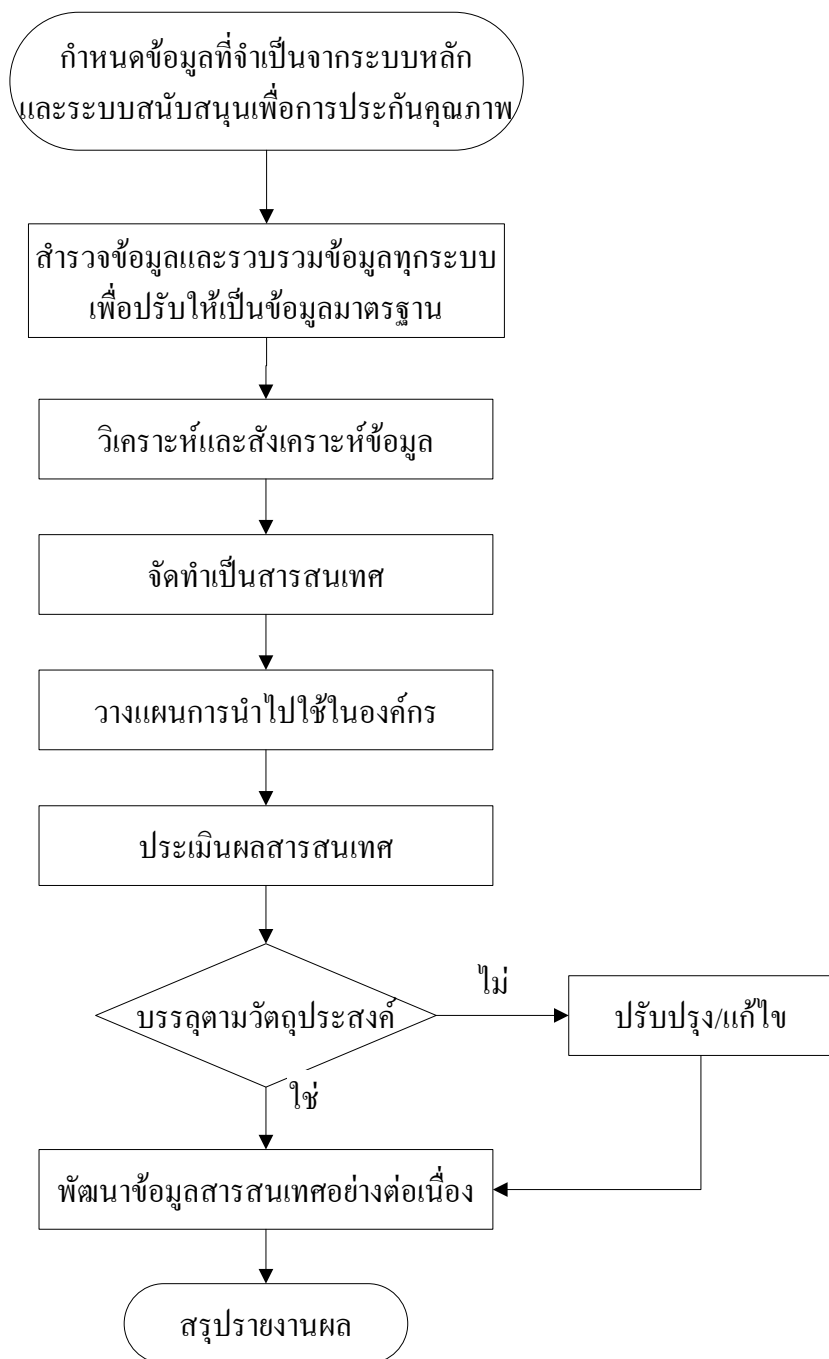 กำหนดข้อมูลที่จำเป็นจากระบบหลัก
และระบบสนับสนุนเพื่อการประกันคุณภาพ
สำรวจข้อมูลและรวบรวมข้อมูลทุกระบบ
เพื่อปรับให้เป็นข้อมูลมาตรฐาน
วิเคราะห์และสังเคราะห์ข้อมูล
จัดทำเป็นสารสนเทศ
วางแผนการนำไปใช้ในองค์กร
ประเมินผลสารสนเทศ
บรรลุตามวัตถุประสงค์
ไม่
ปรับปรุง/แก้ไข
ใช่
พัฒนาข้อมูลสารสนเทศอย่างต่อเนื่อง
สรุปรายงานผล